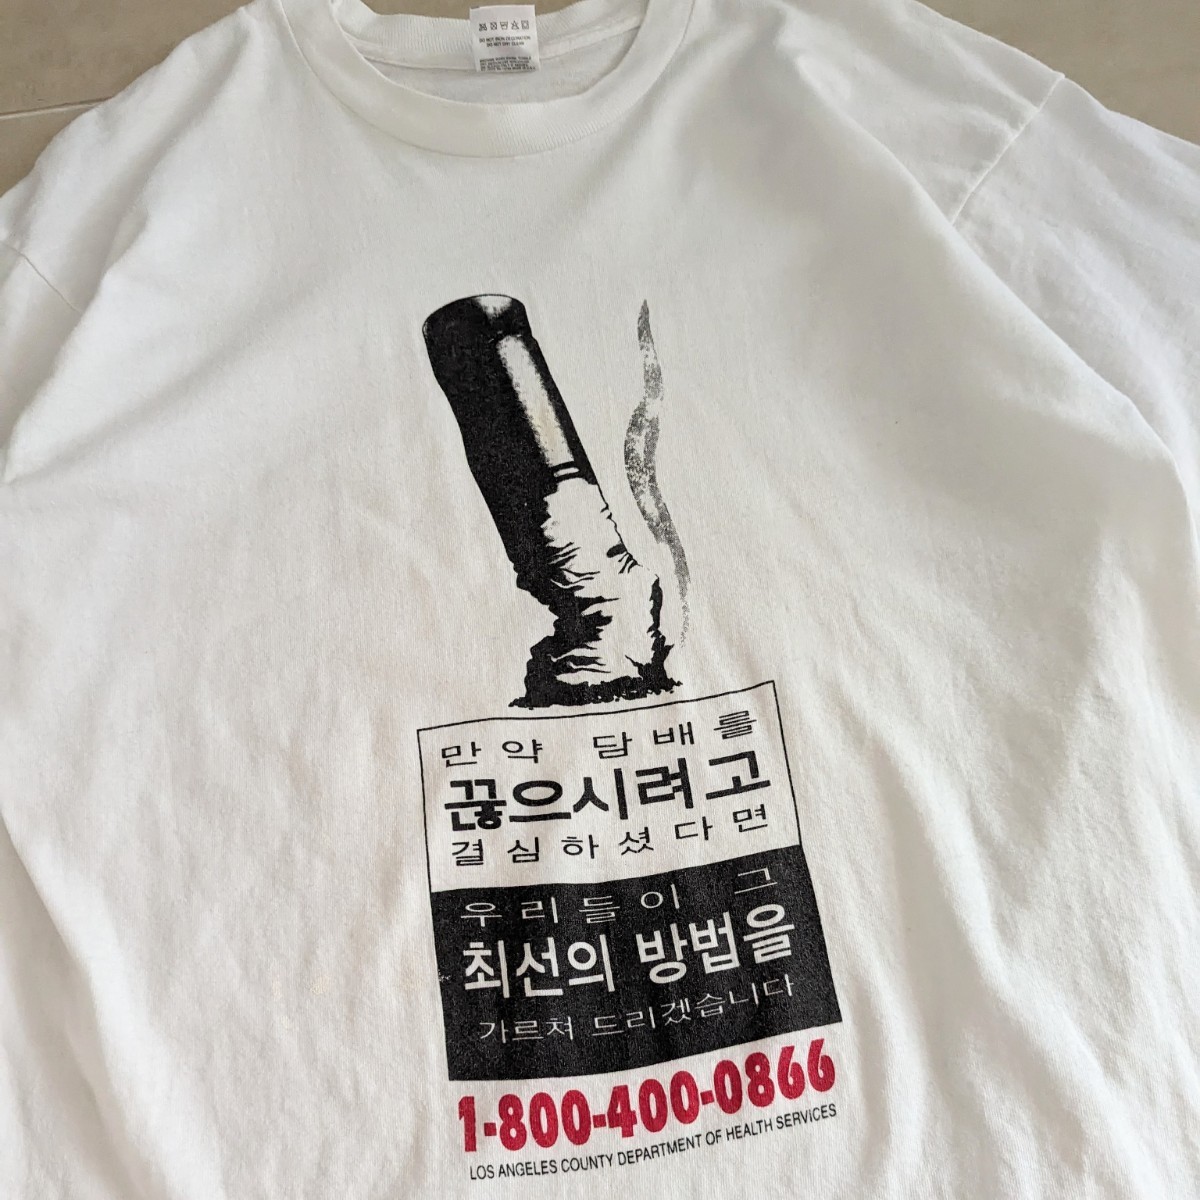 만약 담배를
끊으시려고
결심하셨다면
우리들이 그
최선의 방법을
가르쳐 드리겠습니다
1-800-400-0866
LOS ANGELES COUNTY DEPARTMENT OF HEALTH SERVICES